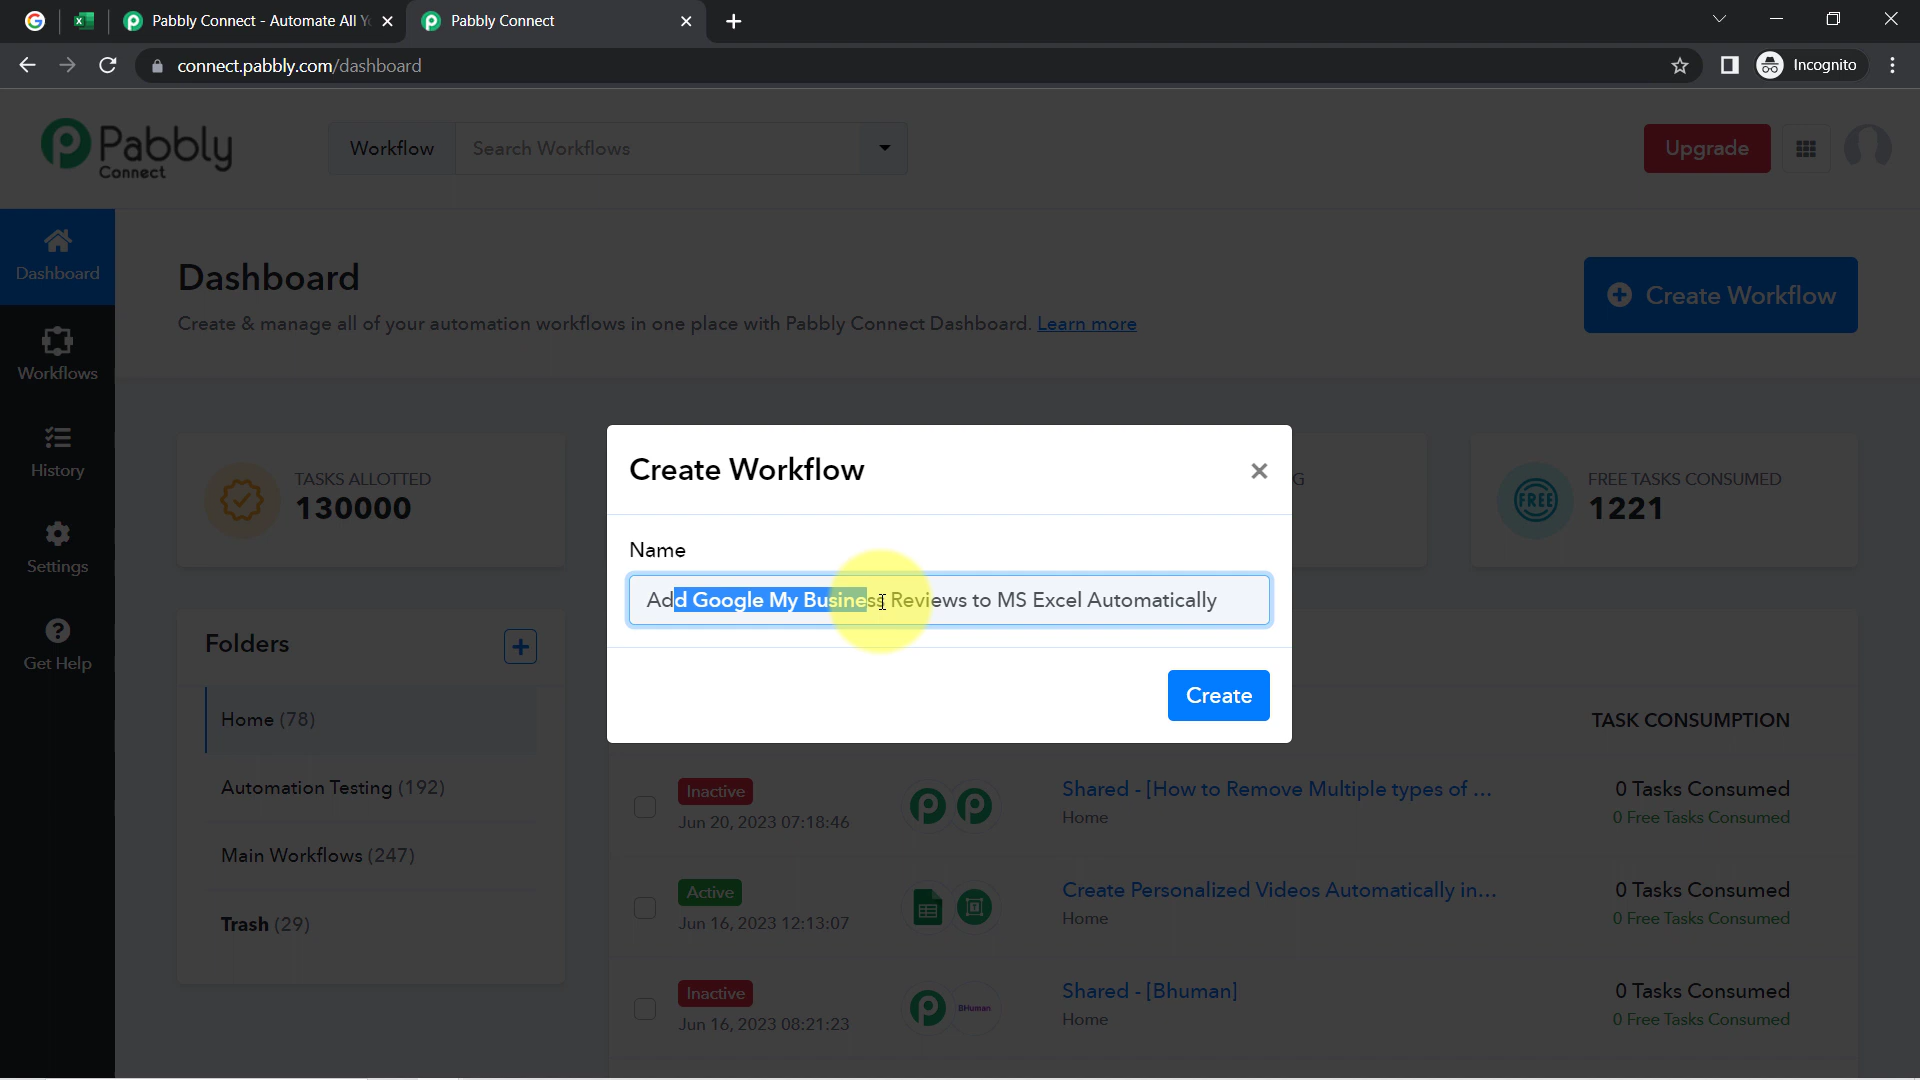 Pabbly Connect - Automate All Y
Pabbly Connect
connect.pabbly.com/dashboard
Incognito
Pabbly
Connect
Workflow
Search Workflows
Upgrade
Dashboard
Workflows
History
Settings
Get Help
Dashboard
Create & manage all of your automation workflows in one place with Pabbly Connect Dashboard. Learn more
Create Workflow
TASKS ALLOTTED
130000
G
FREE
FREE TASKS CONSUMED
1221
Create Workflow
Name
Add Google My Business Reviews to MS Excel Automatically
Create
Folders
Home (78)
Automation Testing (192)
Main Workflows (247)
Trash (29)
TASK CONSUMPTION
Inactive
Jun 20, 2023 07:18:46
Shared - [How to Remove Multiple types of ...
Home
0 Tasks Consumed
0 Free Tasks Consumed
Active
Jun 16, 2023 12:13:07
Create Personalized Videos Automatically in...
Home
0 Tasks Consumed
0 Free Tasks Consumed
Inactive
Jun 16, 2023 08:21:23
BHuman
Shared - [Bhuman]
Home
0 Tasks Consumed
0 Free Tasks Consumed